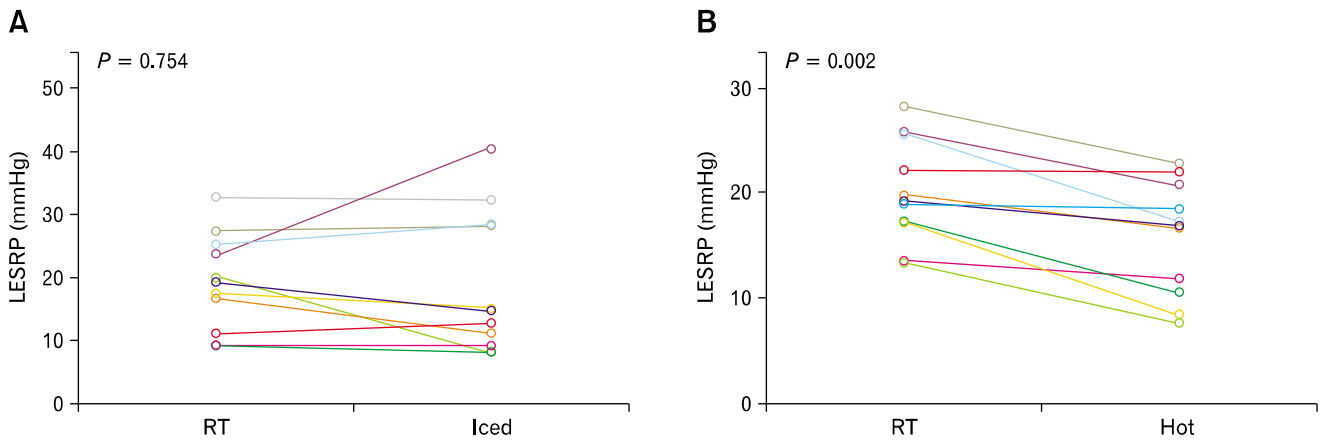 A
P = 0.754
LESRP (mmHg)
50
40
30
20
10
0
RT
Iced
B
P = 0.002
LESRP (mmHg)
30
20
10
0
RT
Hot